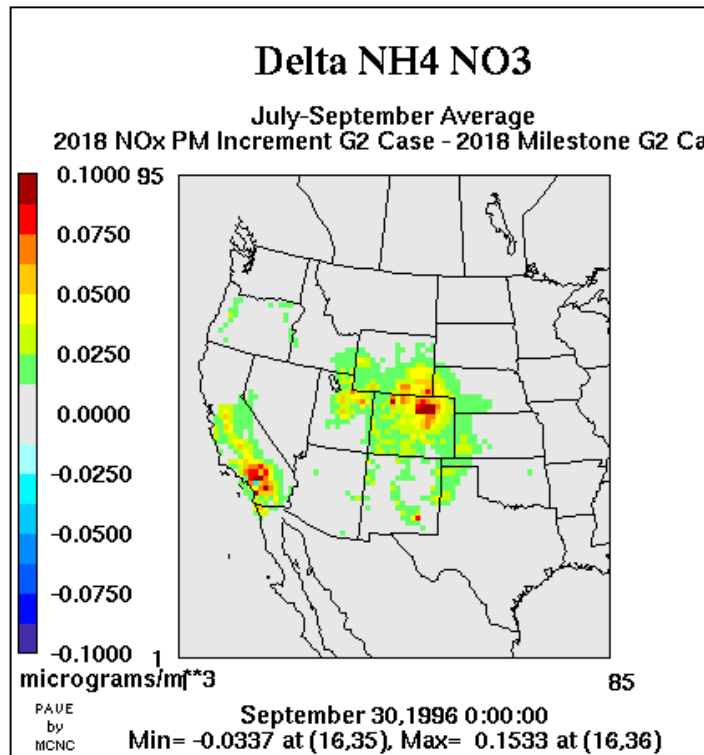 Delta NH4 NO3
July-September Average
2018 NOx PM Increment G2 Case - 2018 Milestone G2 Ca
0.1000
95
0.0750
0.0500
0.0250
0.0000
-0.0250
-0.0500
-0.0750
-0.1000
1
micrograms/m**3
1
85
PAVE
by
MCNC
September 30,1996 0:00:00
Min= -0.0337 at (16,35), Max= 0.1533 at (16,36)